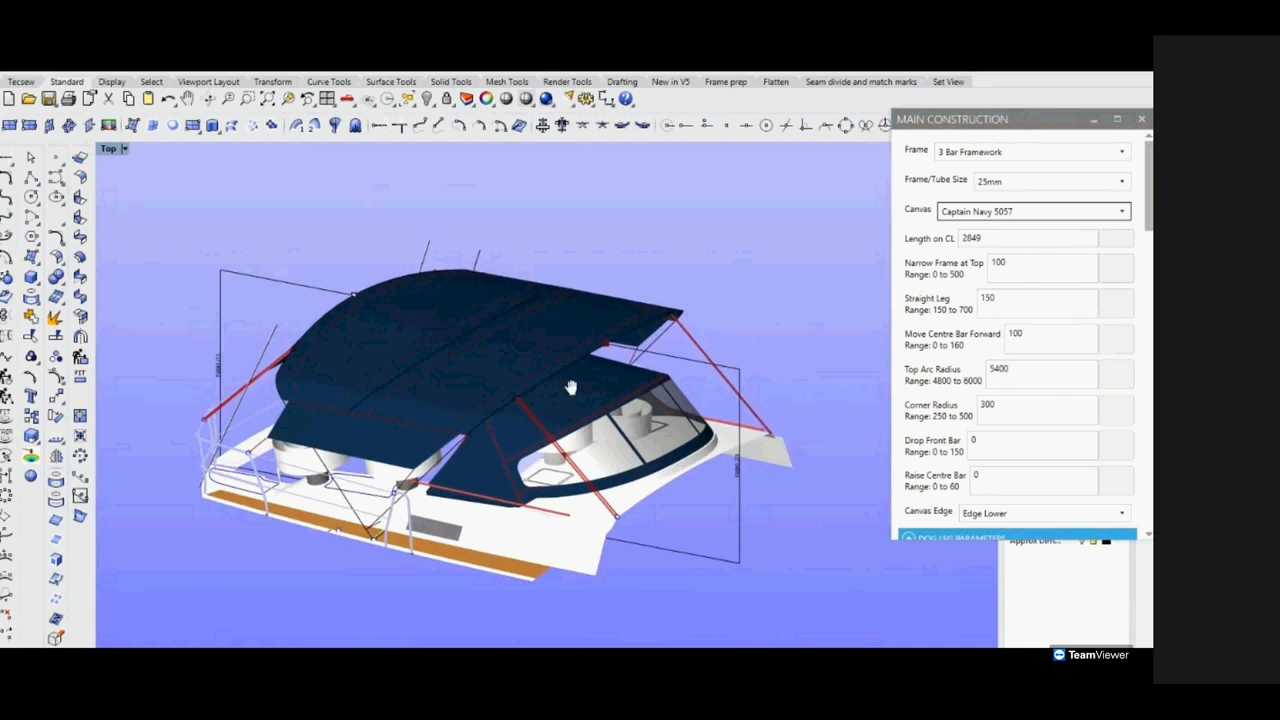 Tecsew Standard Display Select Viewport Layout Transform Curve Tools Surface Tools Solid Tools Mesh Tools Render Tools Drafting New in V5 Frame prep Flatten Seam divide and match marks Set View
MAIN CONSTRUCTION
Top
Frame 3 Bar Framework
Frame/Tube Size 25mm
Canvas Captain Navy 5057
Length on CL 2849
Narrow Frame at Top 100
Range: 0 to 500
Straight Leg 150
Range: 150 to 700
Move Centre Bar Forward 100
Range: 0 to 160
Top Arc Radius 5400
Range: 4800 to 6000
Corner Radius 300
Range: 250 to 500
Drop Front Bar 0
Range: 0 to 150
Raise Centre Bar 0
Range: 0 to 60
Canvas Edge Edge Lower
DOG LEG PARAMETERS
FIT
TeamViewer